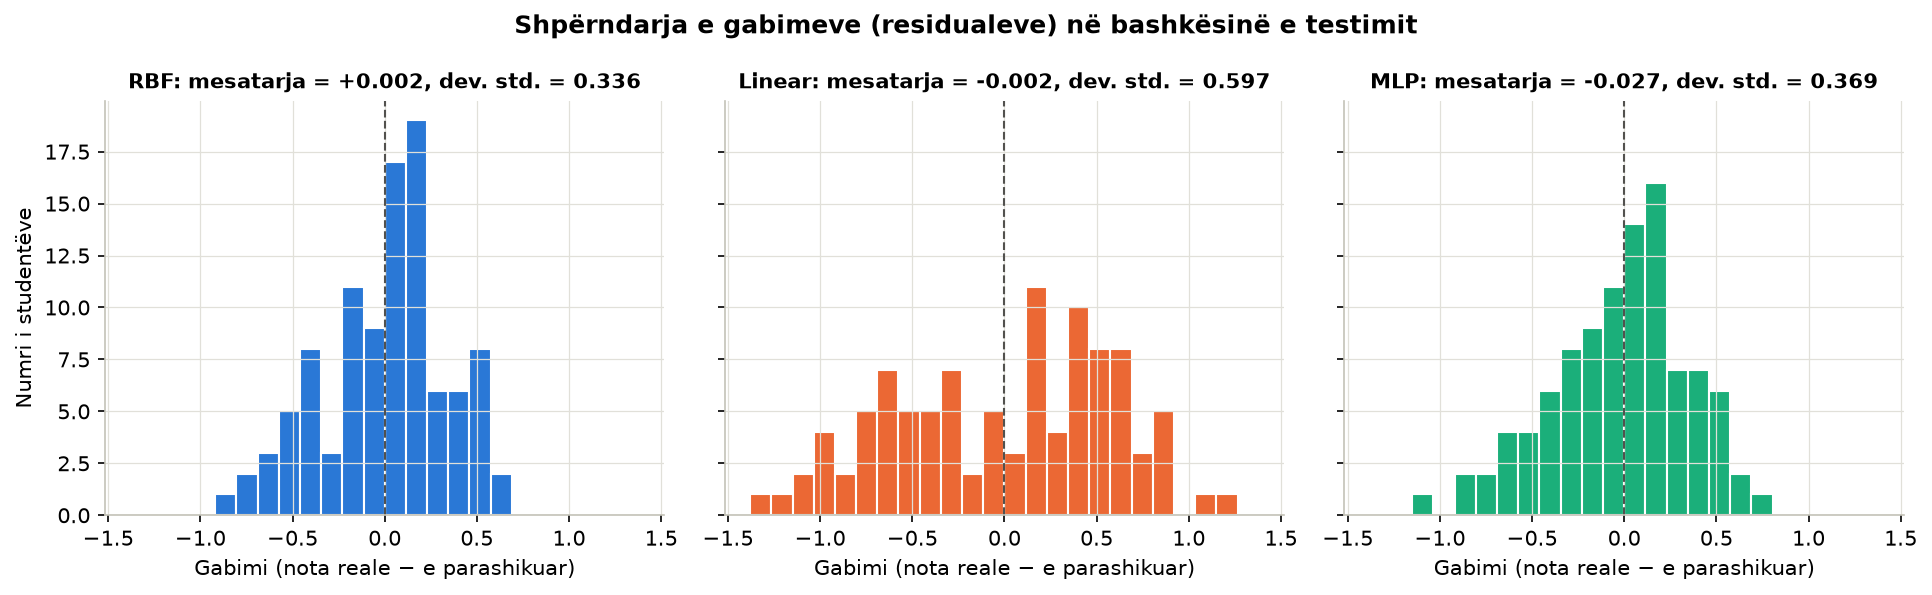 Shpërndarja e gabimeve (residualeve) në bashkësinë e testimit
RBF: mesatarja = +0.002, dev. std. = 0.336
Linear: mesatarja = -0.002, dev. std. = 0.597
MLP: mesatarja = -0.027, dev. std. = 0.369
Numri i studentëve
17.5
15.0
12.5
10.0
7.5
5.0
2.5
0.0
−1.5 −1.0 −0.5 0.0 0.5 1.0 1.5
−1.5 −1.0 −0.5 0.0 0.5 1.0 1.5
−1.5 −1.0 −0.5 0.0 0.5 1.0 1.5
Gabimi (nota reale − e parashikuar)
Gabimi (nota reale − e parashikuar)
Gabimi (nota reale − e parashikuar)